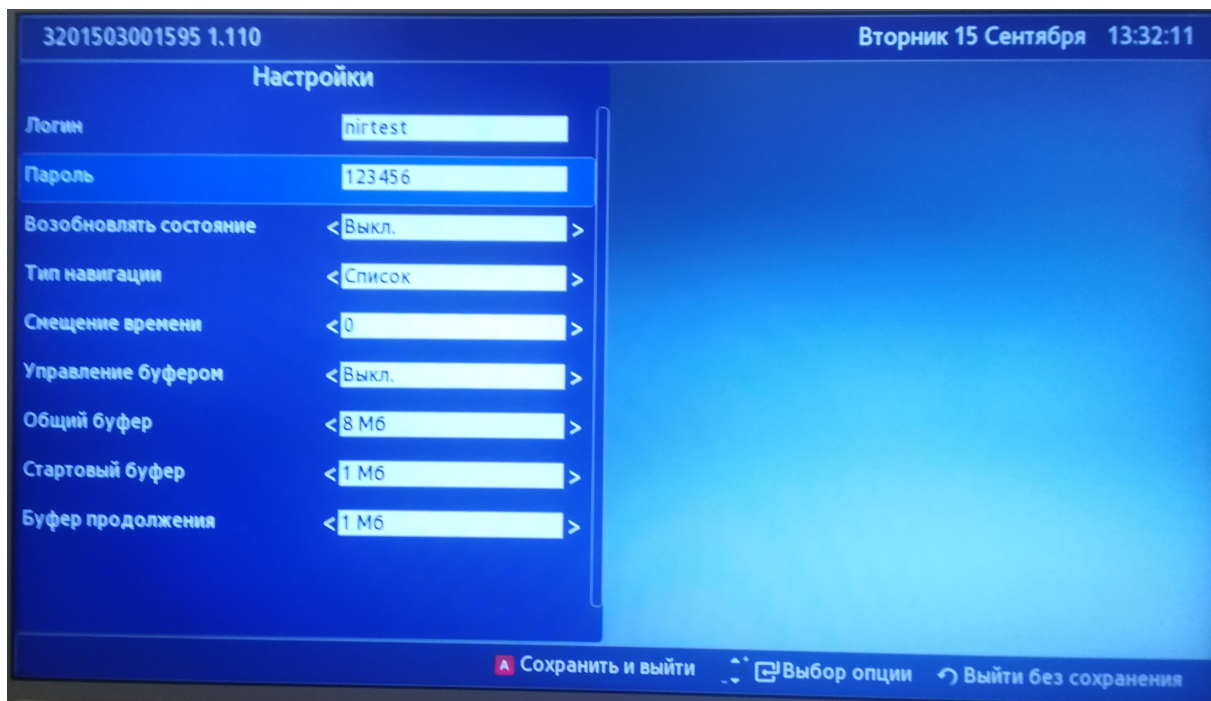 3201503001595 1.110 Вторник 15 Сентября 13:32:11
Настройки
Логин nirtest
Пароль 123456
Возобновлять состояние < Выкл. >
Тип навигации < Список >
Смещение времени < 0 >
Управление буфером < Выкл. >
Общий буфер < 8 Мб >
Стартовый буфер < 1 Мб >
Буфер продолжения < 1 Мб >
A Сохранить и выйти Выбор опции Выйти без сохранения